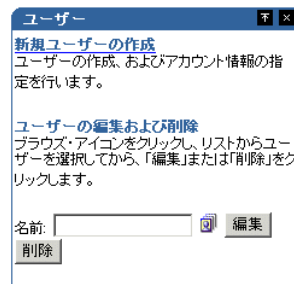 ユーザー
新規ユーザーの作成
ユーザーの作成、およびアカウント情報の指
定を行います。
ユーザーの編集および削除
ブラウズ・アイコンをクリックし、リストからユー
ザーを選択してから、「編集」または「削除」をク
リックします。
名前: 編集
削除